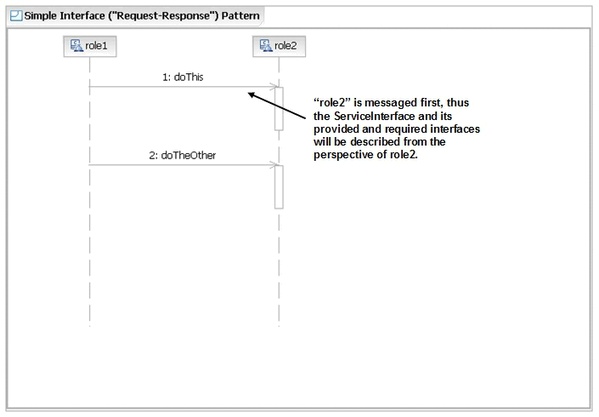 Simple Interface ("Request-Response") Pattern
role1
role2
1: doThis
“role2” is messaged first, thus
the ServiceInterface and its
provided and required interfaces
will be described from the
perspective of role2.
2: doTheOther